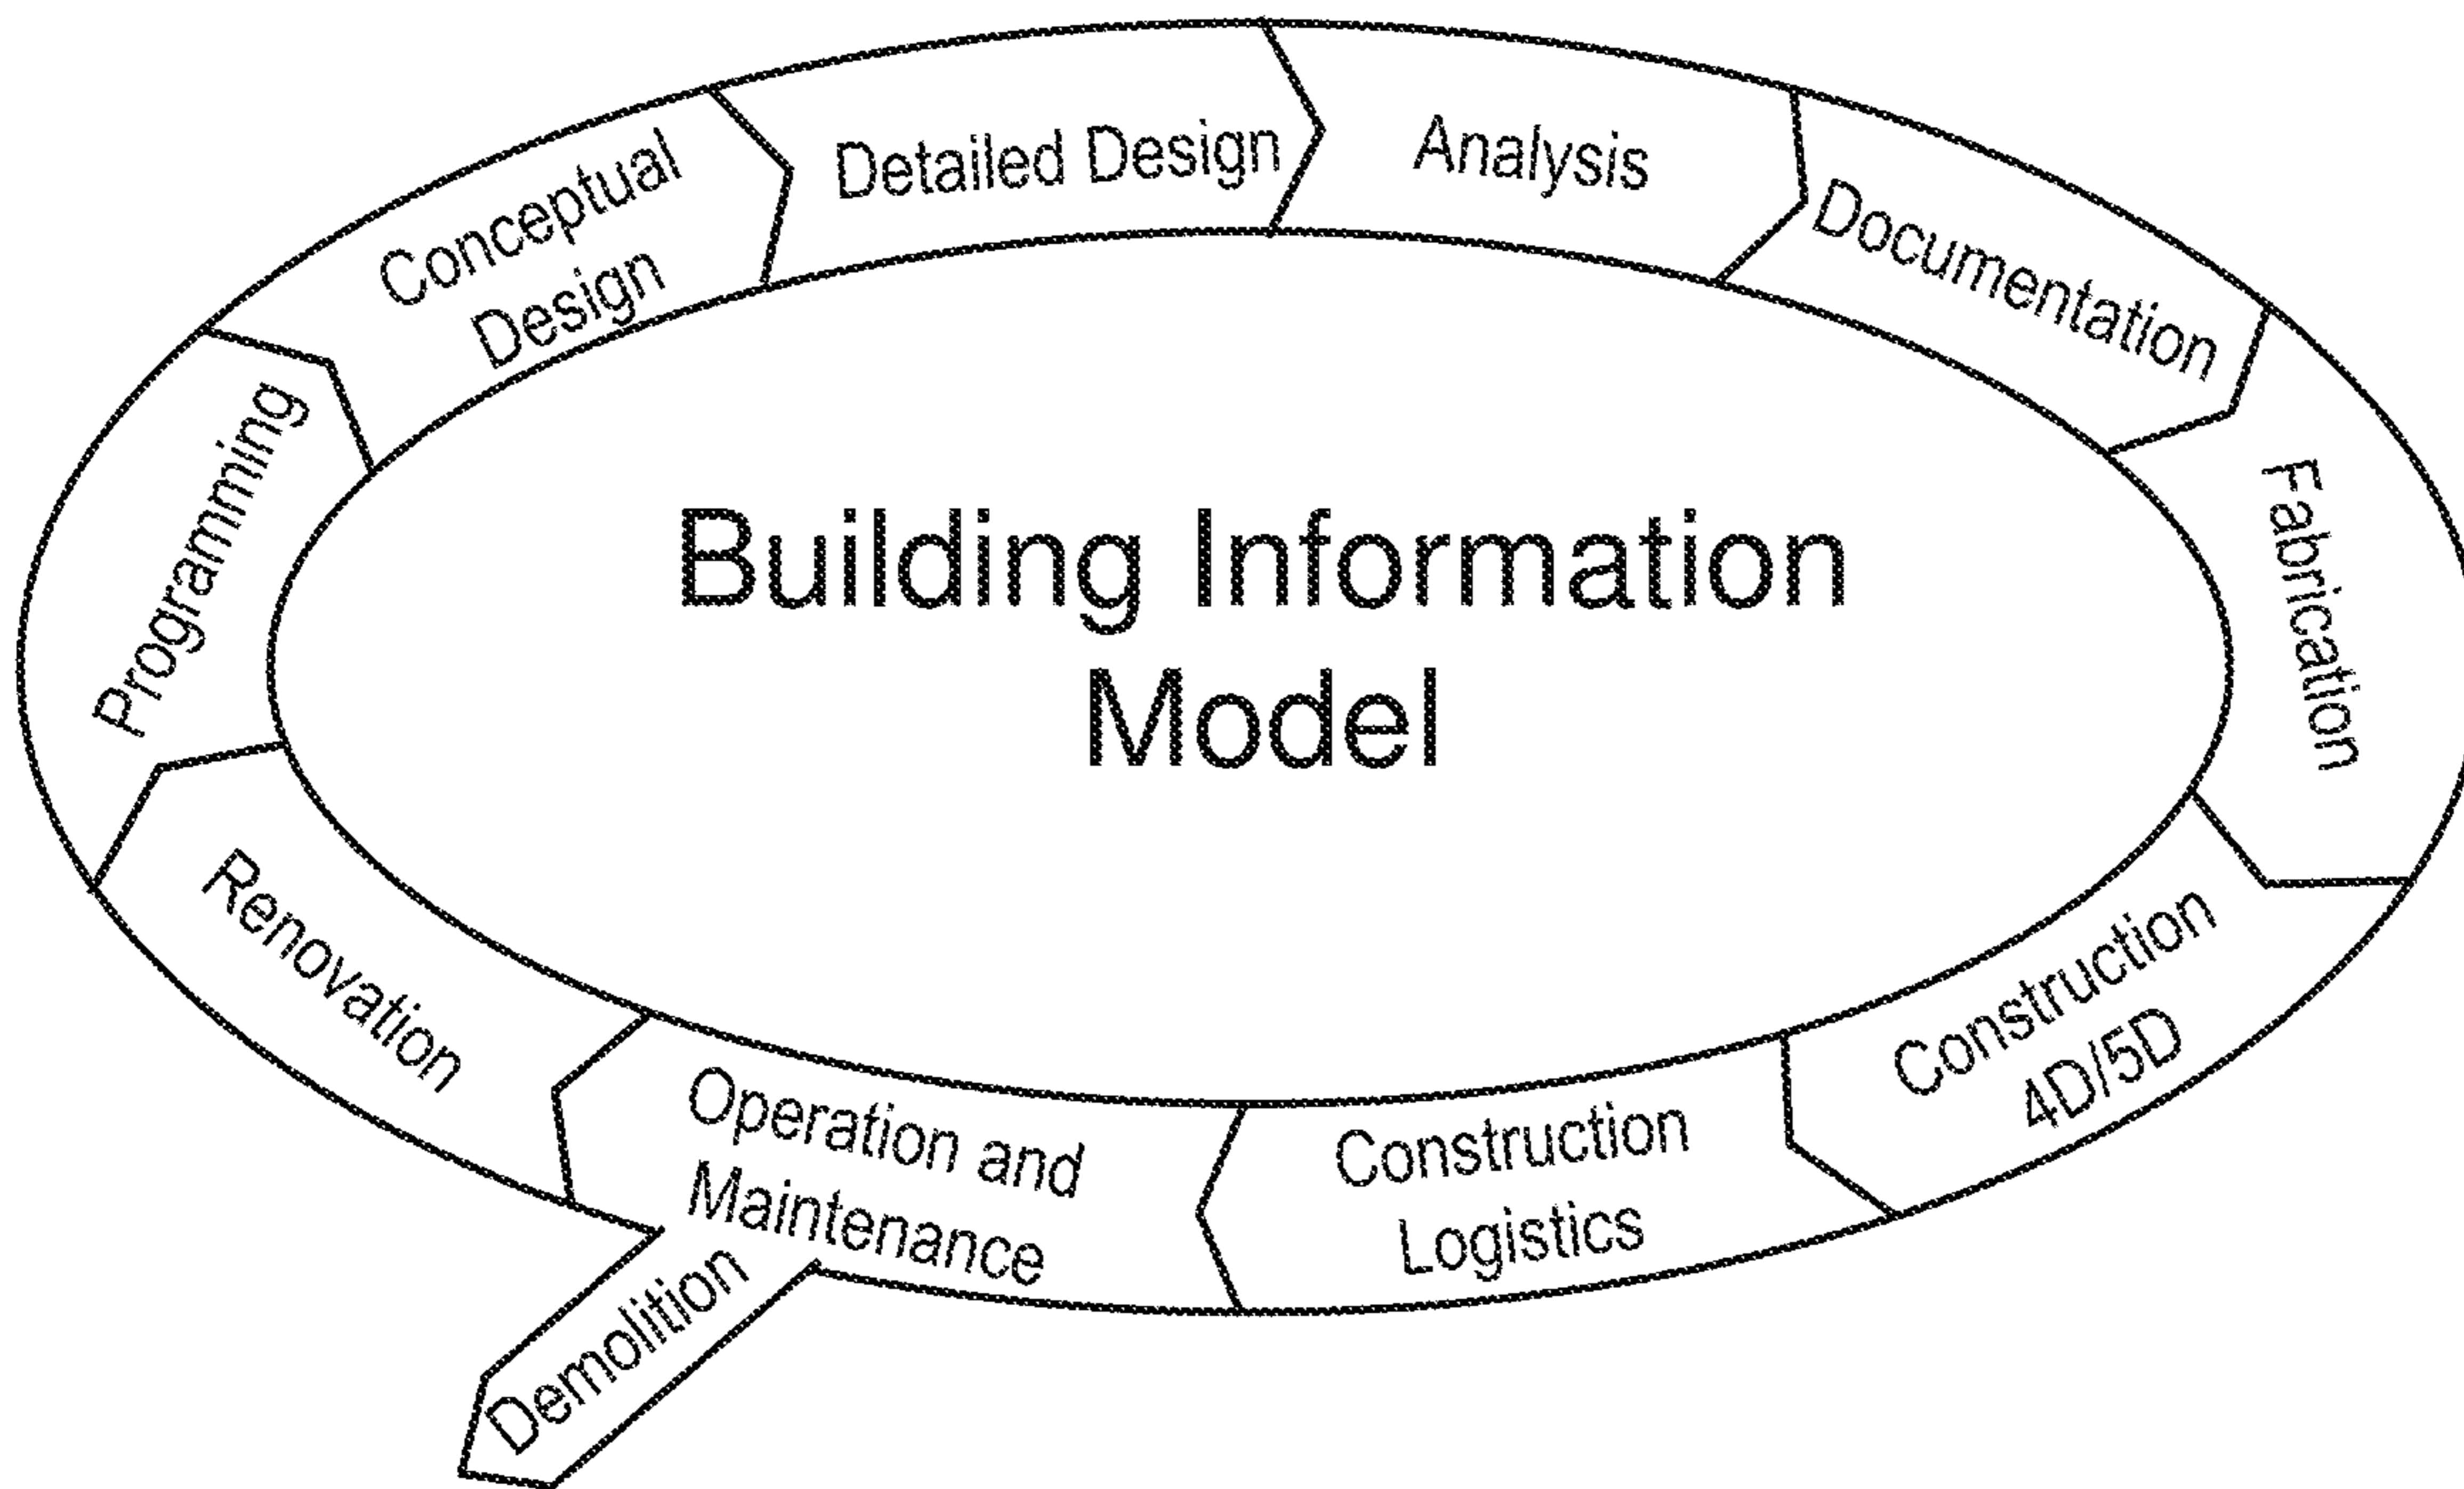 Conceptual
Design
Detailed Design
Analysis
Documentation
Fabrication
Construction
4D/5D
Construction
Logistics
Operation and
Maintenance
Demolition
Renovation
Programming
Building Information
Model